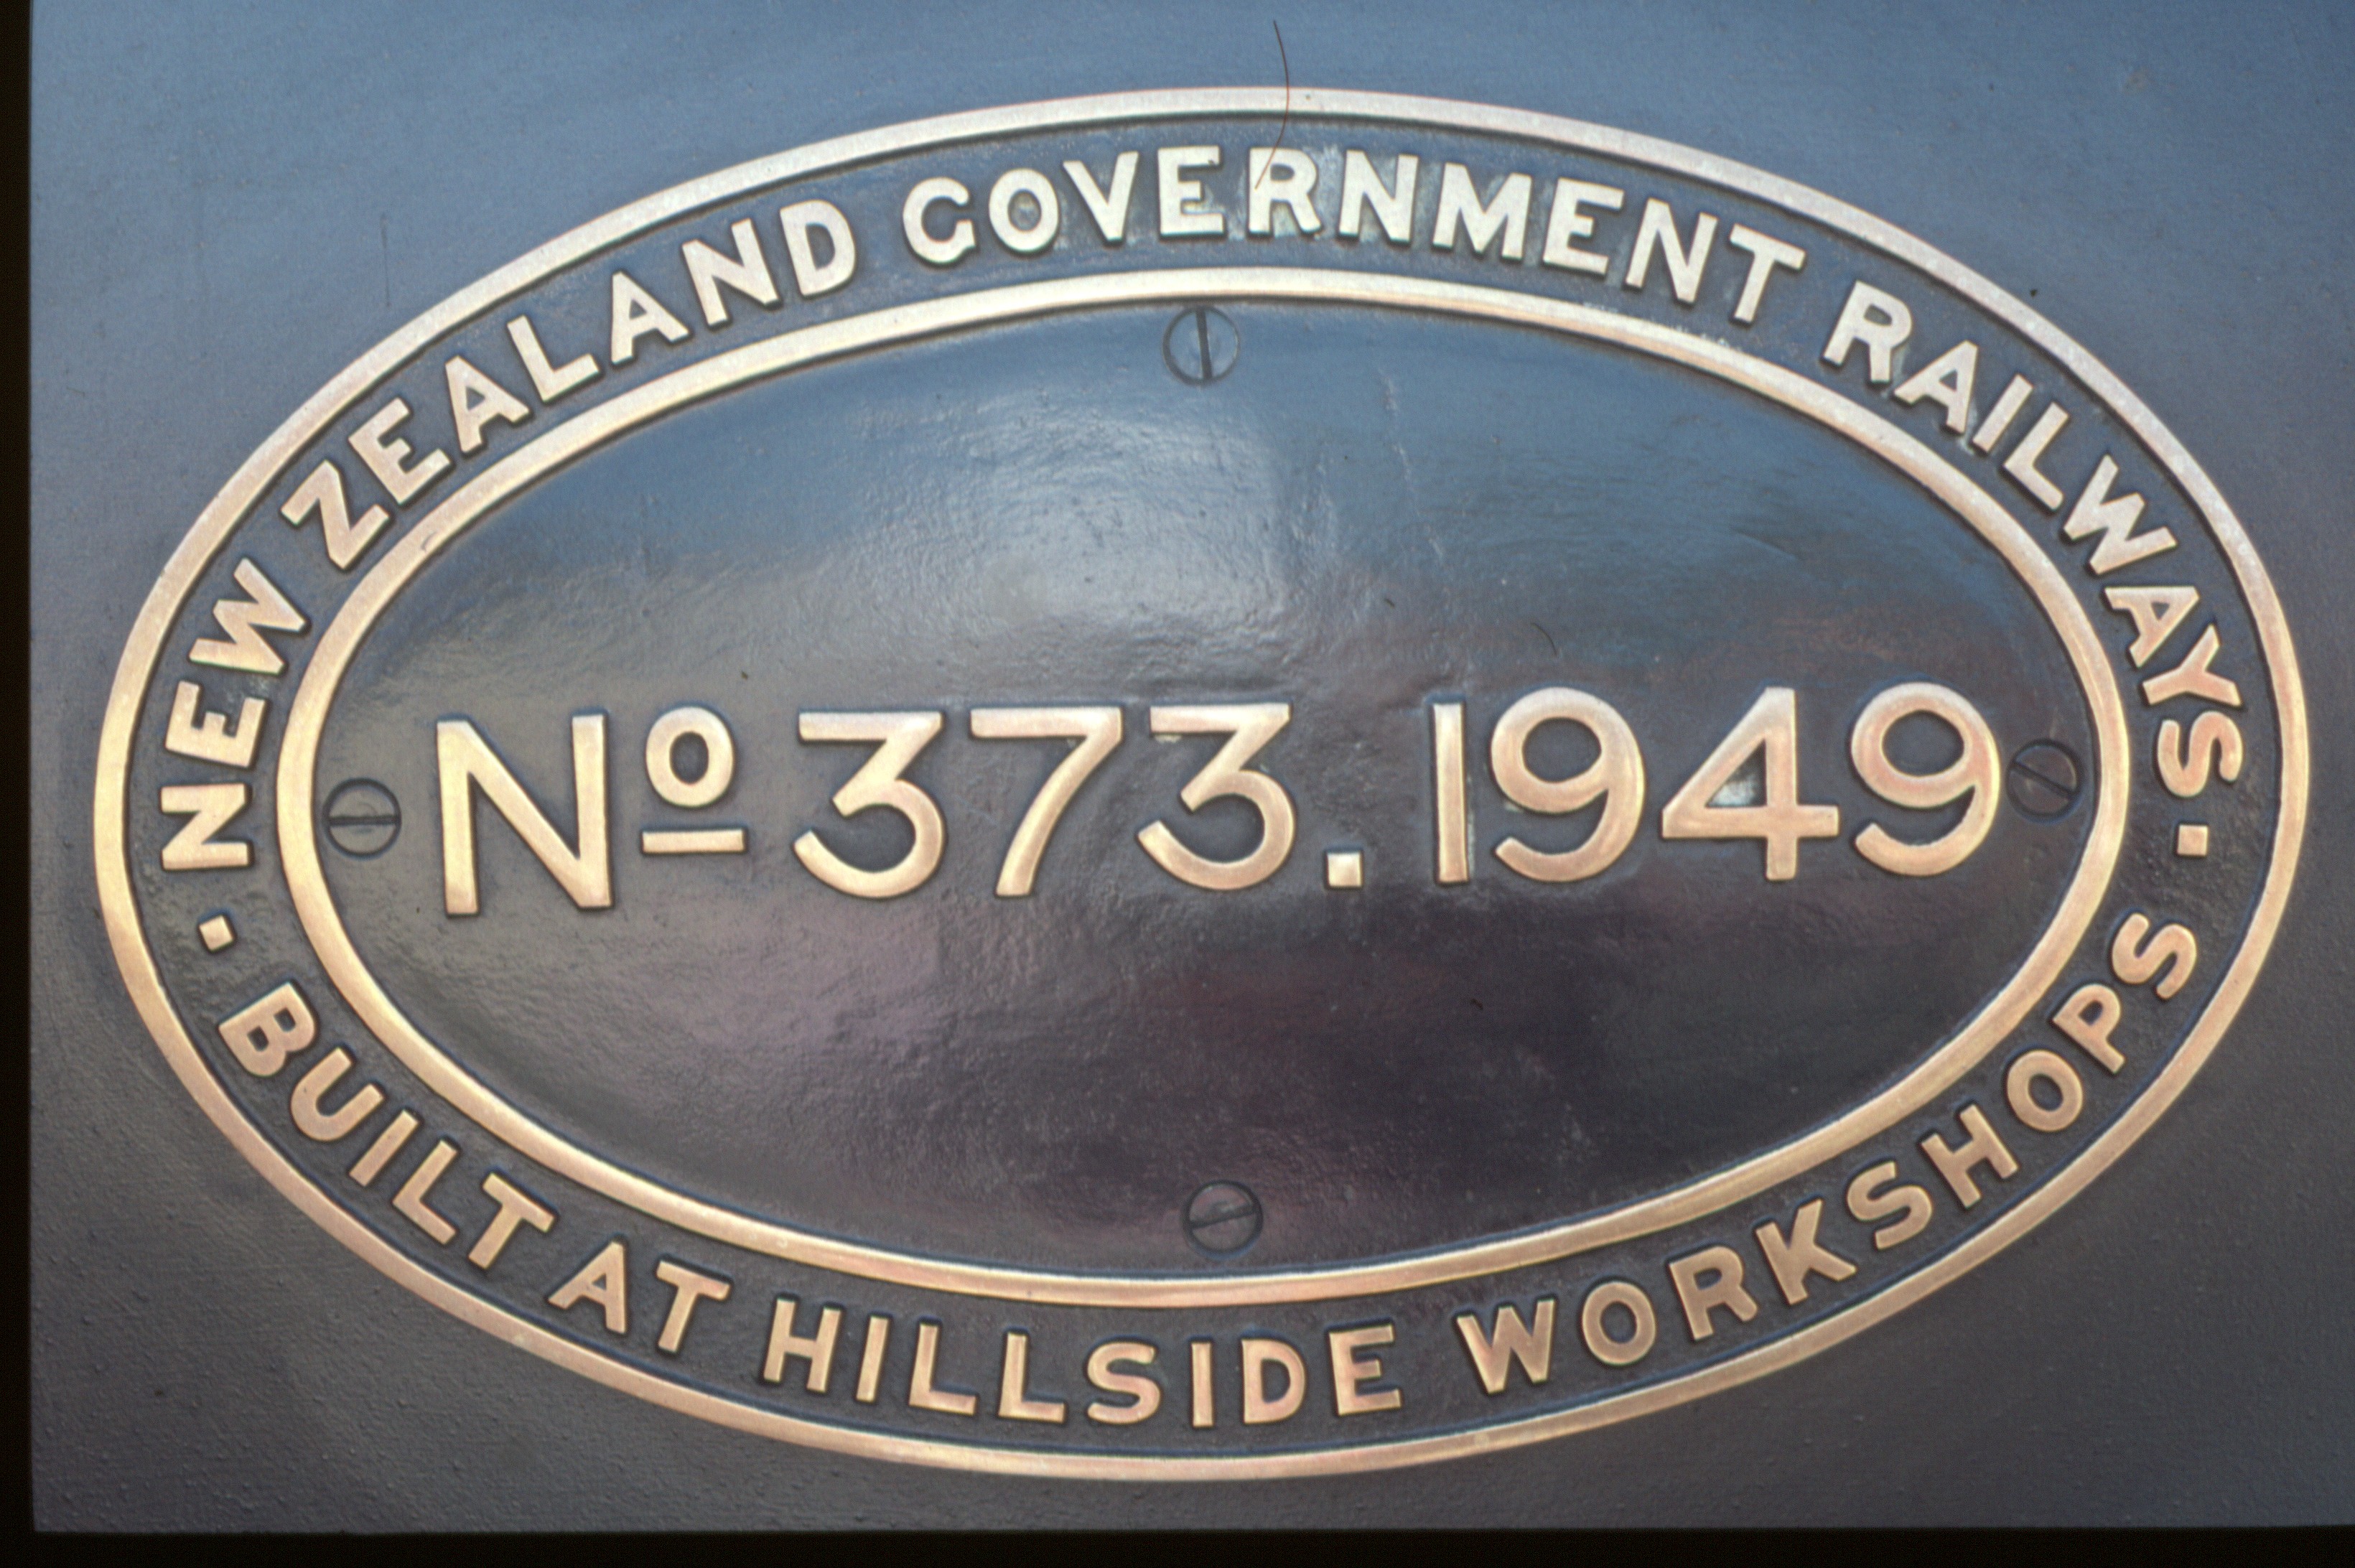 NEW ZEALAND GOVERNMENT RAILWAYS.
Nº 373. 1949
· BUILT AT HILLSIDE WORKSHOPS